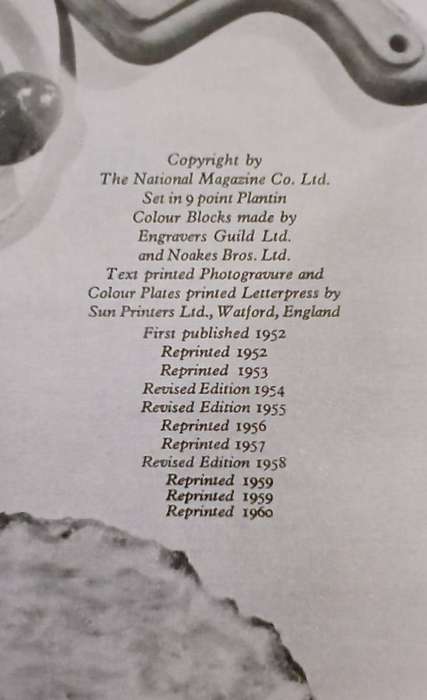 Copyright by
The National Magazine Co. Ltd.
Set in 9 point Plantin
Colour Blocks made by
Engravers Guild Ltd.
and Noakes Bros. Ltd.
Text printed Photogravure and
Colour Plates printed Letterpress by
Sun Printers Ltd., Watford, England
First published 1952
Reprinted 1952
Reprinted 1953
Revised Edition 1954
Revised Edition 1955
Reprinted 1956
Reprinted 1957
Revised Edition 1958
Reprinted 1959
Reprinted 1959
Reprinted 1960